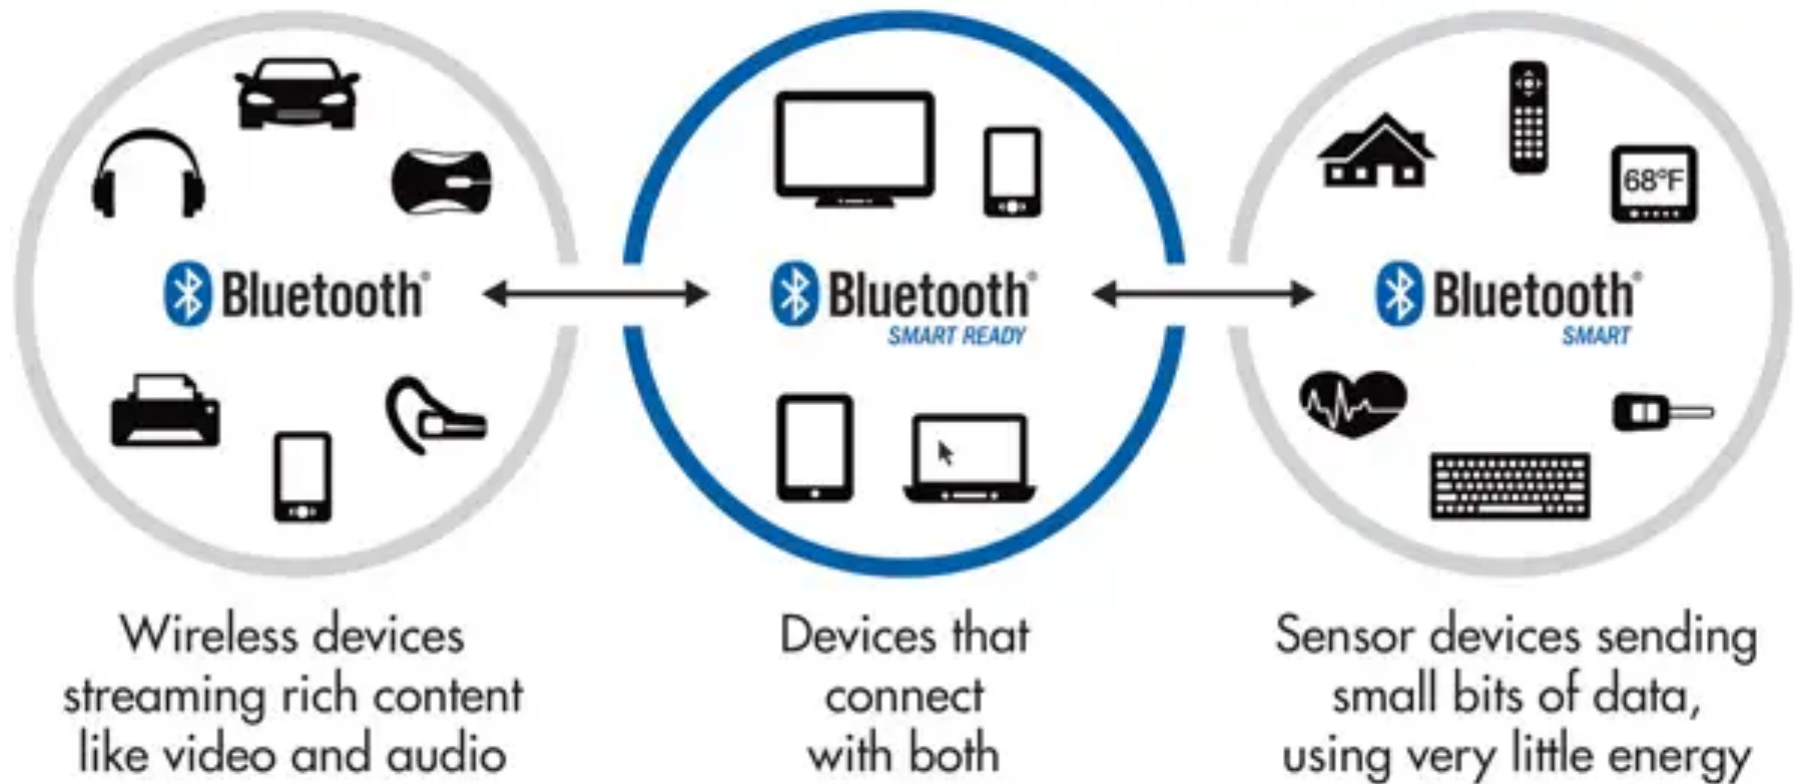 68°F
Bluetooth®
Bluetooth®
SMART READY
Bluetooth®
SMART
Wireless devices
streaming rich content
like video and audio
Devices that
connect
with both
Sensor devices sending
small bits of data,
using very little energy